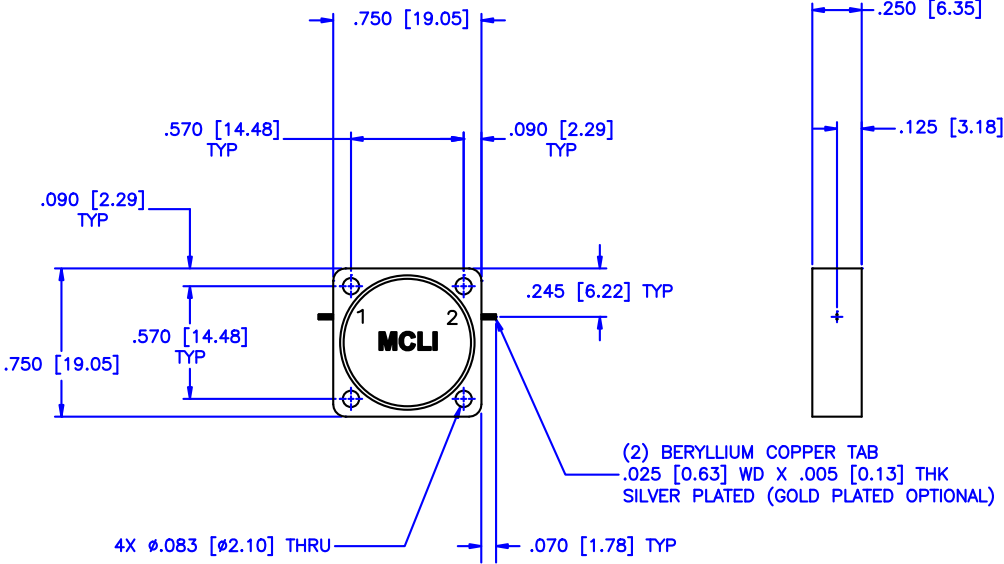 .750 [19.05]
.250 [6.35]
.570 [14.48]
TYP
.090 [2.29]
TYP
.125 [3.18]
.090 [2.29]
TYP
.245 [6.22] TYP
1
2
MCLI
.570 [14.48]
TYP
.750 [19.05]
(2) BERYLLIUM COPPER TAB
.025 [0.63] WD X .005 [0.13] THK
SILVER PLATED (GOLD PLATED OPTIONAL)
4X ø.083 [ø2.10] THRU
.070 [1.78] TYP